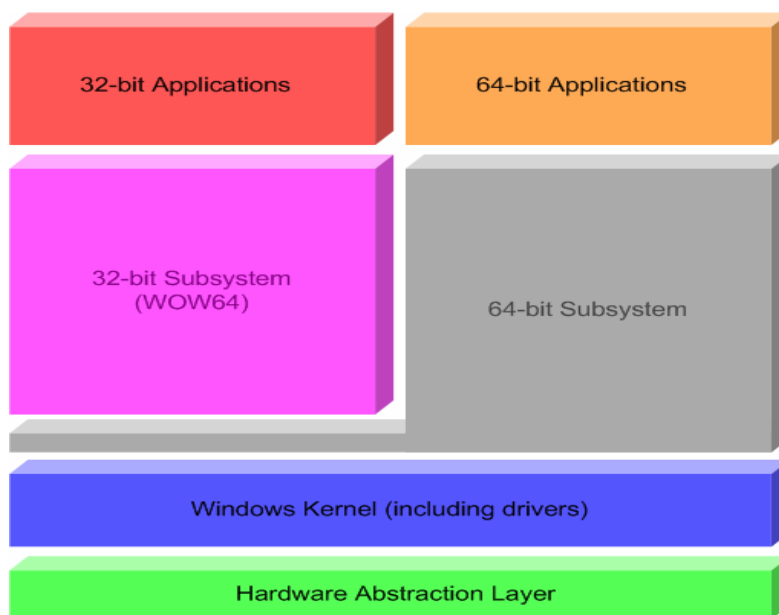 32-bit Applications
64-bit Applications
32-bit Subsystem
(WOW64)
64-bit Subsystem
Windows Kernel (including drivers)
Hardware Abstraction Layer